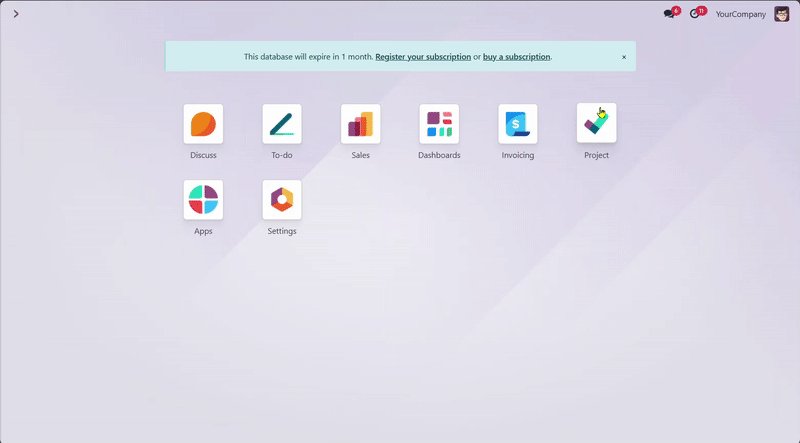 6 11 YourCompany
This database will expire in 1 month. Register your subscription or buy a subscription. ×
$
Discuss To-do Sales Dashboards Invoicing Project
Apps Settings